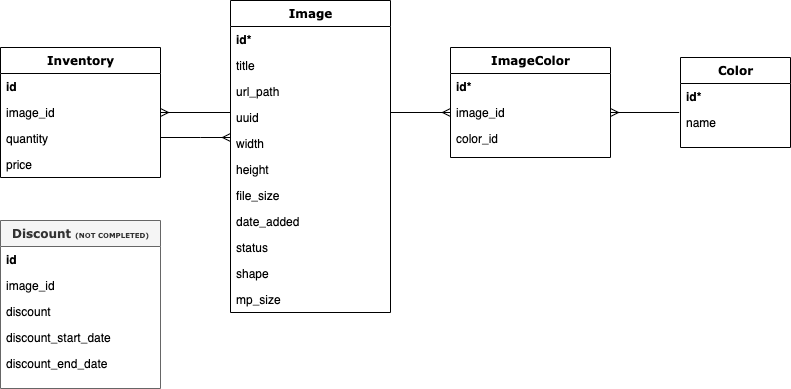 Inventory
id
image_id
quantity
price
Image
id*
title
url_path
uuid
width
height
file_size
date_added
status
shape
mp_size
ImageColor
id*
image_id
color_id
Color
id*
name
Discount (NOT COMPLETED)
id
image_id
discount
discount_start_date
discount_end_date